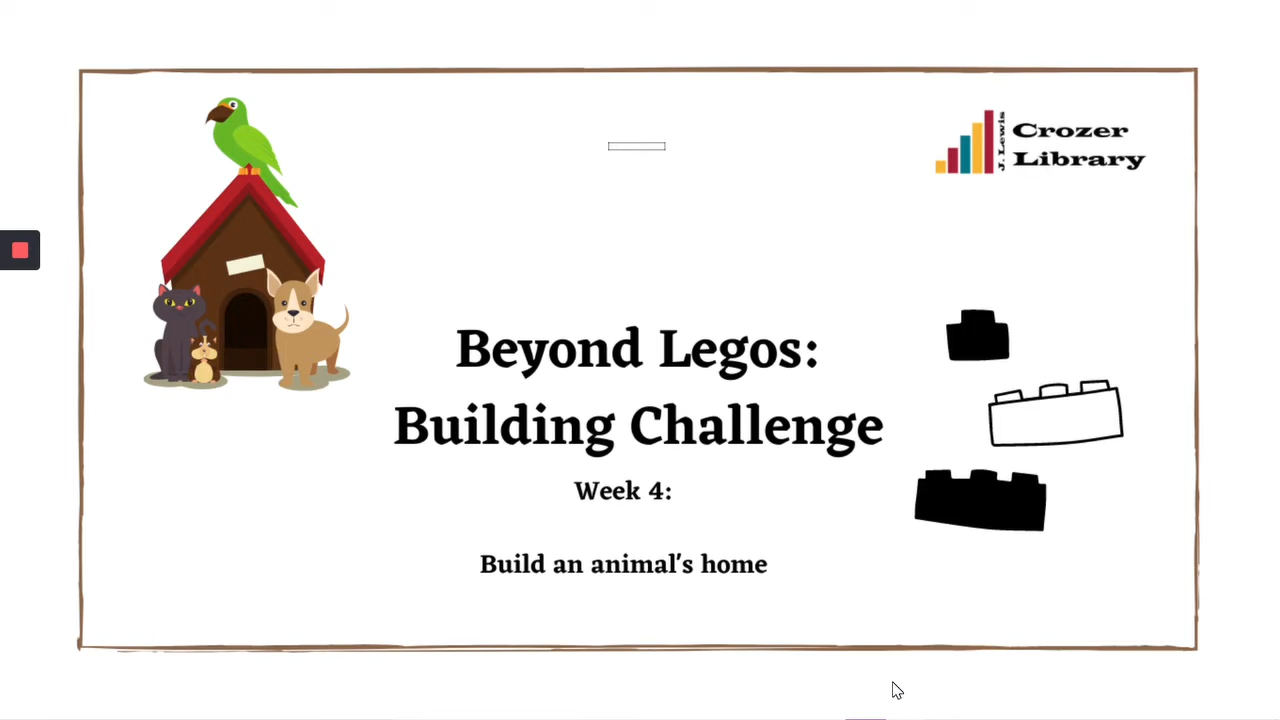 J. Lewis
Crozer
Library
Beyond Legos:
Building Challenge
Week 4:
Build an animal's home